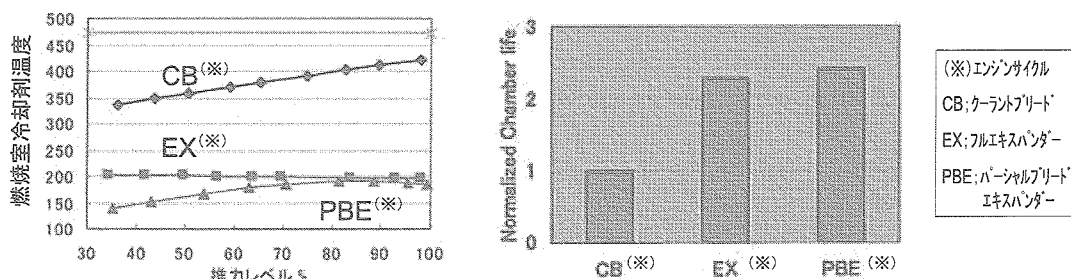 燃焼室冷却剤温度
500
450
400
350
300
250
200
150
100
CB(※)
EX(※)
PBE(※)
30 40 50 60 70 80 90 100
推力レベル %
Normalized Chamber life
3
2
1
0
CB (※) EX (※) PBE (※)
(※)エンジンサイクル
CB;クーラントブリード
EX;フルエキスパンダー
PBE;パーシャルブリード
エキスパンダー